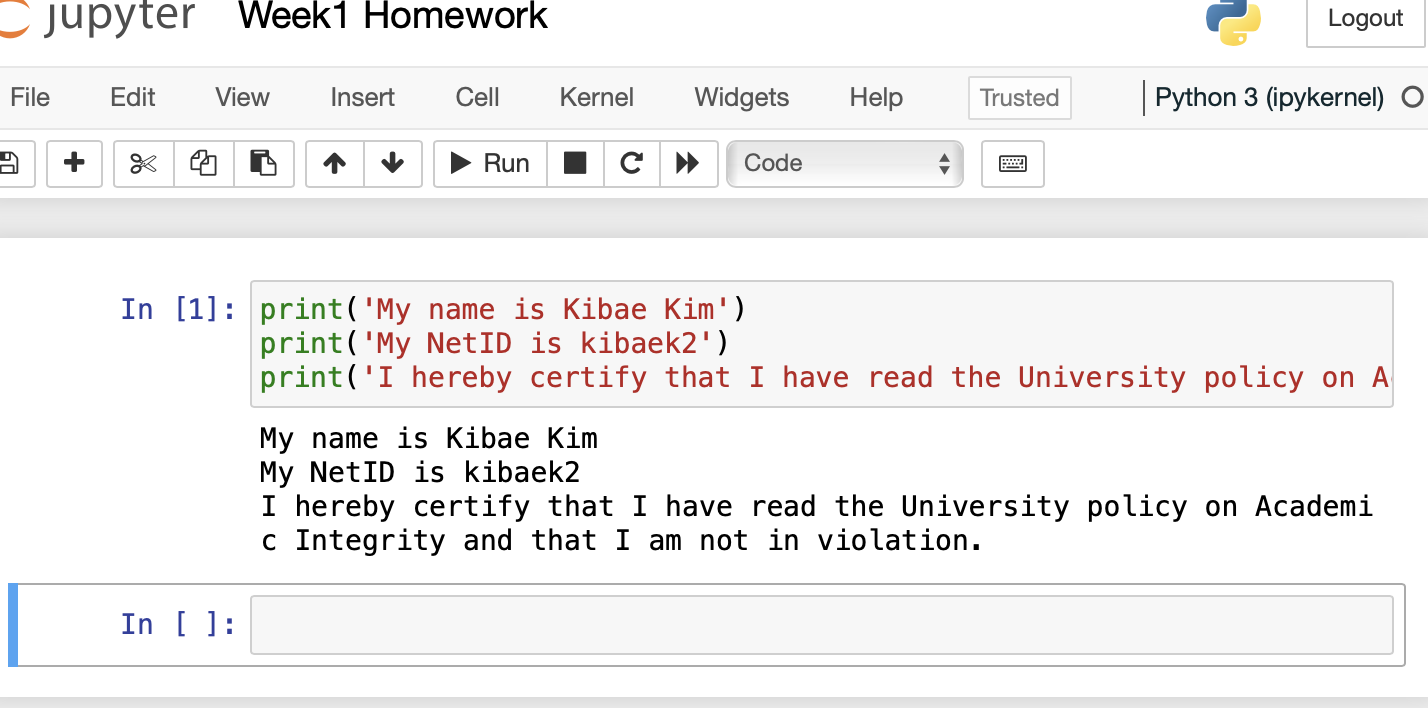 jupyter Week1 Homework Logout
File Edit View Insert Cell Kernel Widgets Help Trusted Python 3 (ipykernel)
Run Code
In [1]: print('My name is Kibae Kim')
print('My NetID is kibaek2')
print('I hereby certify that I have read the University policy on A
My name is Kibae Kim
My NetID is kibaek2
I hereby certify that I have read the University policy on Academi
c Integrity and that I am not in violation.
In [ ]: